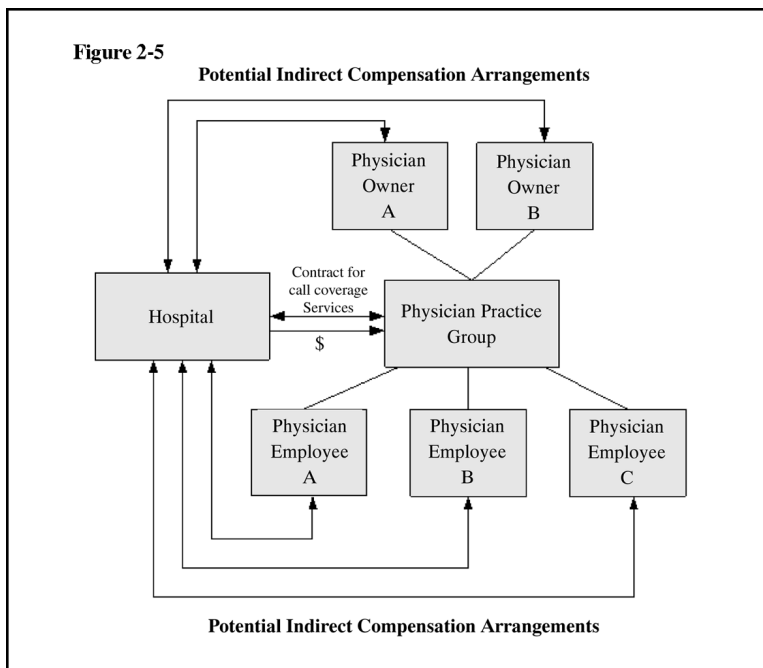 Figure 2-5
Potential Indirect Compensation Arrangements
Physician
Owner
A
Physician
Owner
B
Hospital
Contract for
call coverage
Services
$
Physician Practice
Group
Physician
Employee
A
Physician
Employee
B
Physician
Employee
C
Potential Indirect Compensation Arrangements